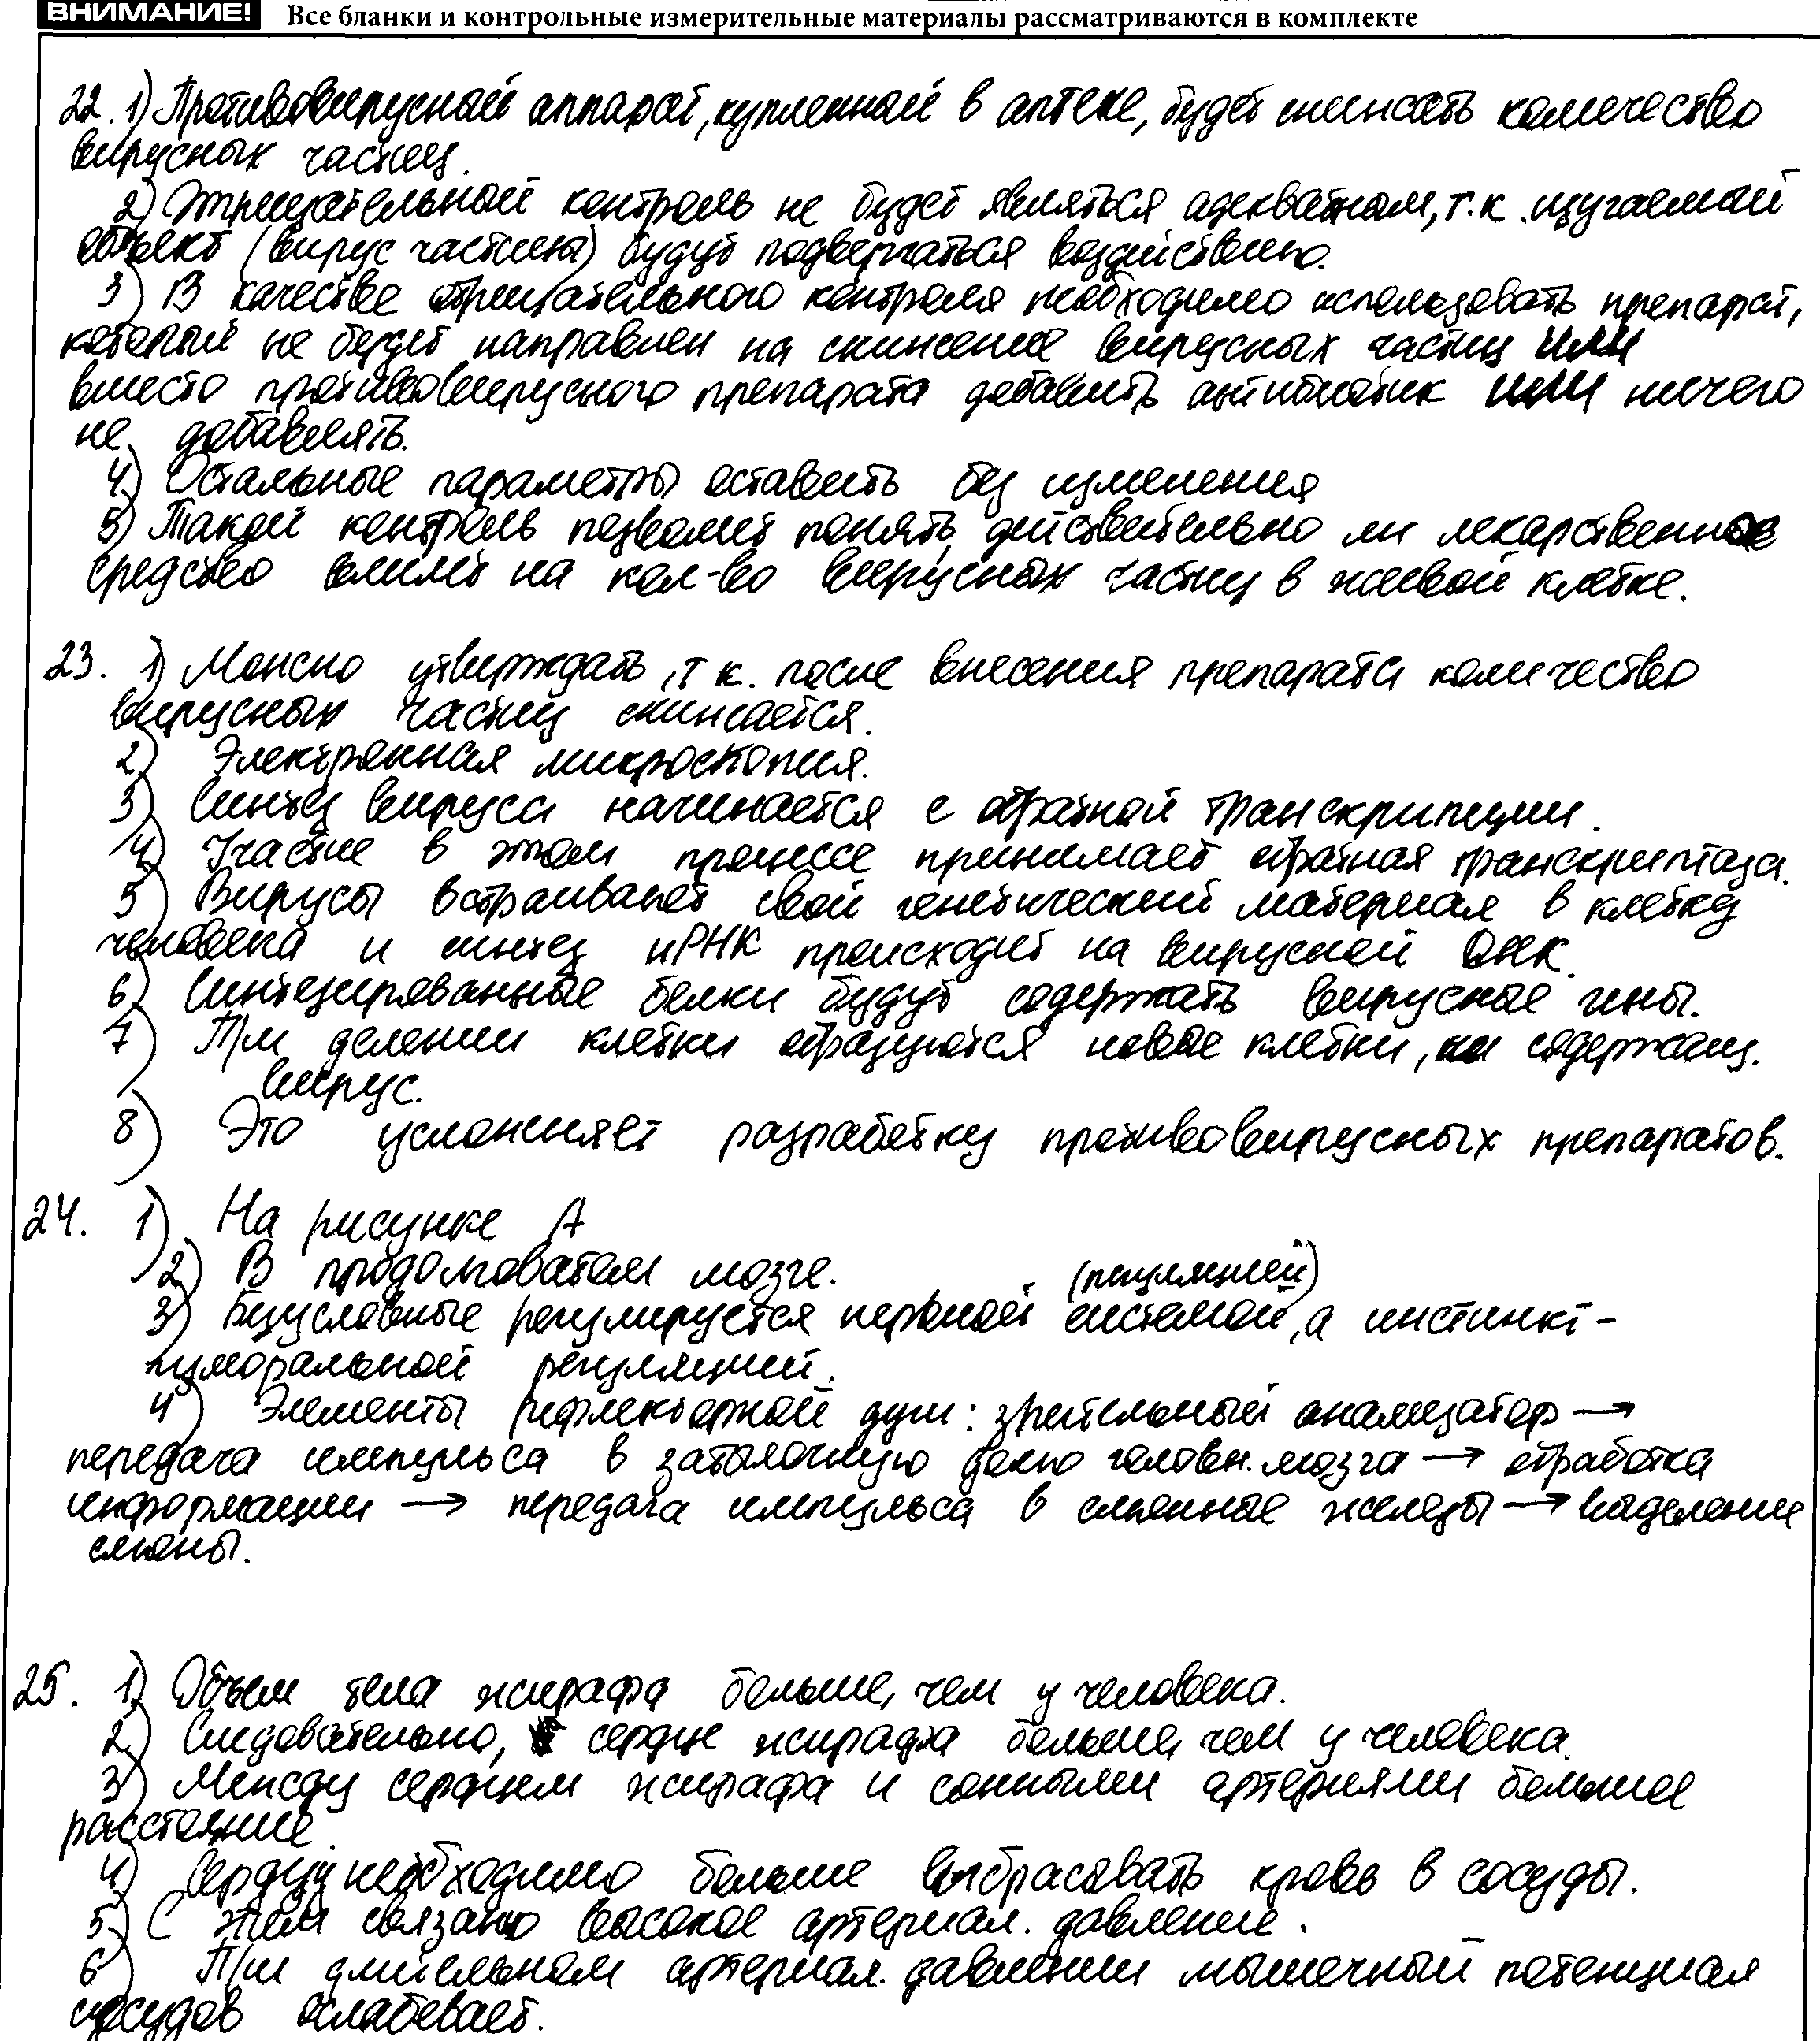 ВНИМАНИЕ! Все бланки и контрольные измерительные материалы рассматриваются в комплекте
22. 1) Противовирусный аппарат, купленный в аптеке, будет снижать количество
вирусных частиц.
2) Отрицательный контроль не будет являться адекватным, т.к. изучаемый
объект (вирус частицы) будут подвергаться воздействию.
3) В качестве отрицательного контроля необходимо использовать препарат,
который не будет направлен на снижение вирусных частиц или
вместо противовирусного препарата добавить антибиотик или ничего
не добавлять.
4) Остальные параметры оставить без изменения
5) Такой контроль позволит понять, действительно ли лекарственное
средство влияет на кол-во вирусных частиц в живой клетке.
23. 1) Можно утверждать, т к. после внесения препарата количество
вирусных частиц снижается.
2) Электронная микроскопия.
3) Синтез вируса начинается с обратной транскрипции.
4) Участие в этом процессе принимает обратная транскриптаза.
5) Вирусы встраивают свой генетический материал в клетку
человека и синтез иРНК происходит на вирусной ДНК.
6) Синтезированные белки будут содержать вирусные гены.
7) При делении клетки образуются новые клетки, содержащ.
вирус.
8) Это усложняет разработку противовирусных препаратов.
24. 1) На рисунке А
2) В продолговатом мозге.
(регуляцией)
3) Безусловные регулируется нервной системой, а инстинкт -
гуморальной регуляцией.
4) Элементы рефлекторной дуги: зрительный анализатор →
передача импульса в затылочную долю головн. мозга → обработка
информации → передача импульса в слюнные железы → выделение
слюны.
25. 1) Объем тела жирафа больше, чем у человека.
2) Следовательно, сердце жирафа больше, чем у человека.
3) Между сердцем жирафа и сонными артериями большее
расстояние.
4) Сердцу необходимо больше выбрасывать кровь в сосуды.
5) С этим связано высокое артериал. давление.
6) При длительном артериал. давлении мышечный потенциал
сосудов ослабевает.